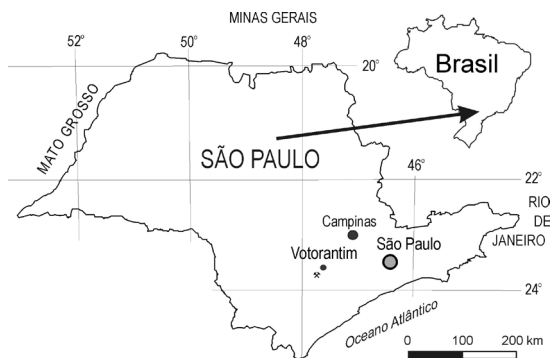 MINAS GERAIS
52°
50°
48°
20°
Brasil
MATO GROSSO
SÃO PAULO
46°
22°
RIO
DE
JANEIRO
Campinas
São Paulo
Votorantim
24°
Oceano Atlântico
0 100 200 km